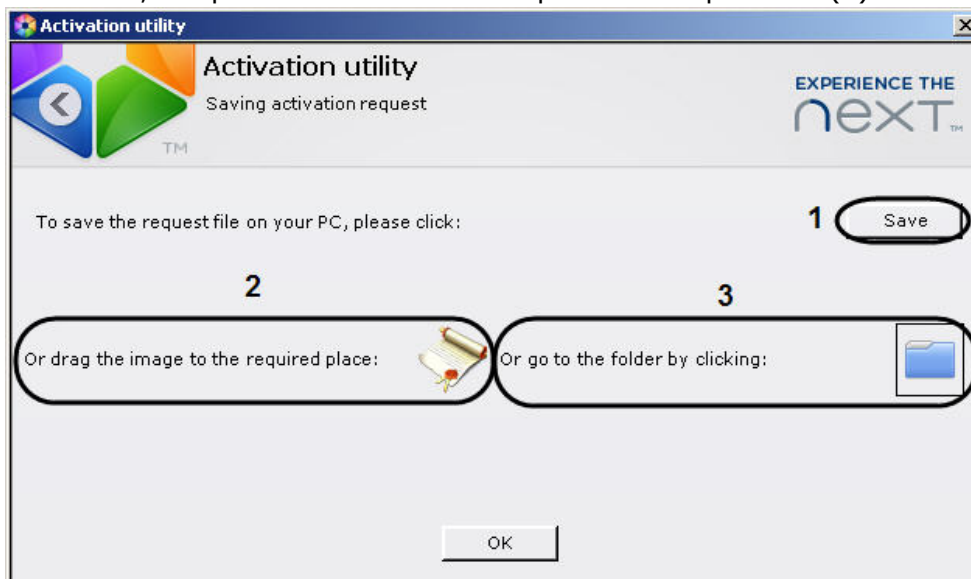 Activation utility
Activation utility
Saving activation request
EXPERIENCE THE
nexT™
TM
To save the request file on your PC, please click:
1
Save
2
3
Or drag the image to the required place:
Or go to the folder by clicking:
OK